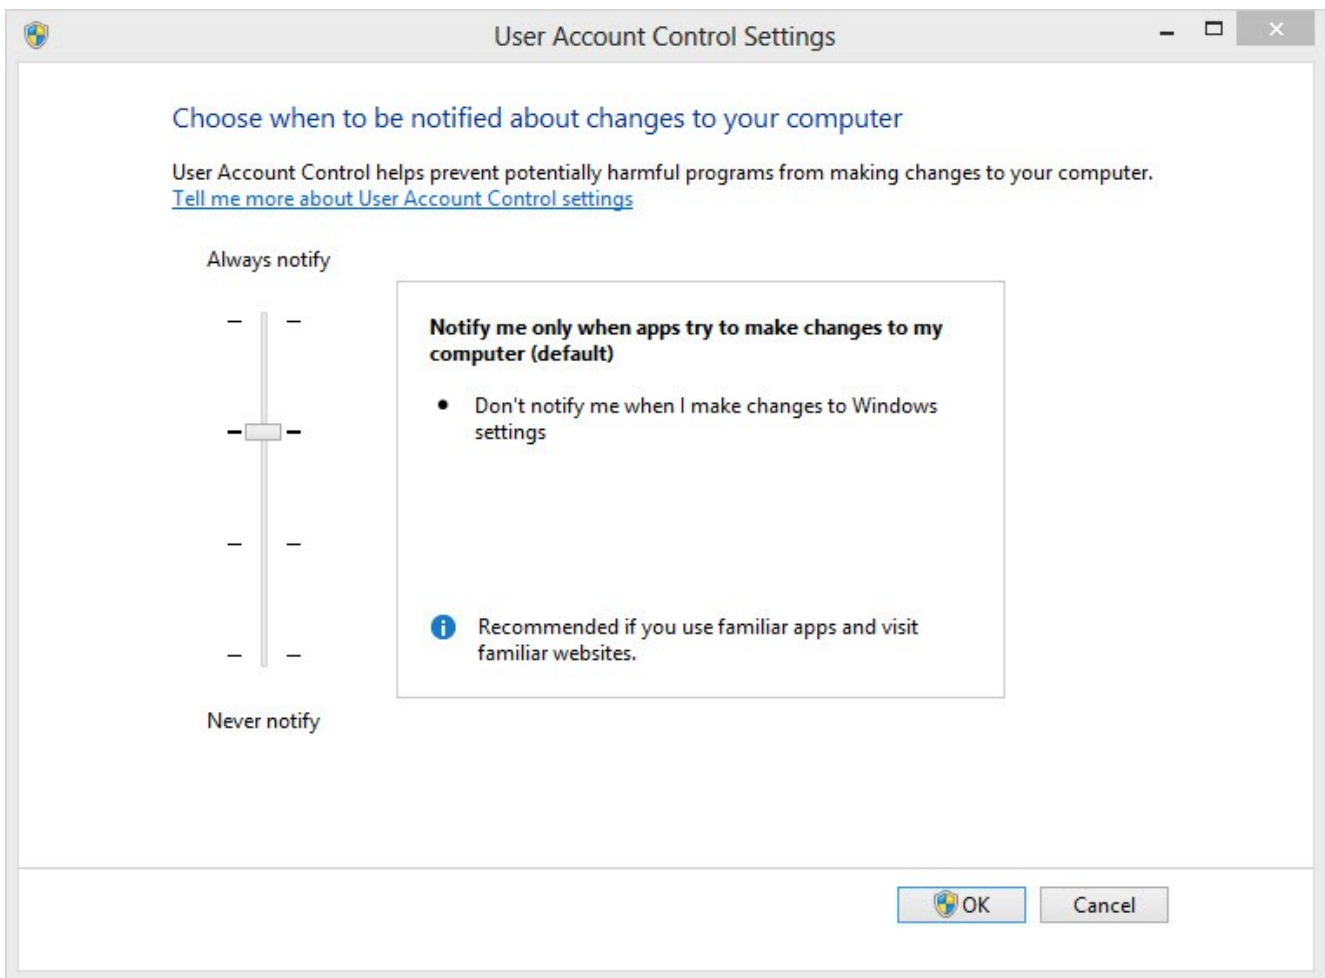 User Account Control Settings
Choose when to be notified about changes to your computer
User Account Control helps prevent potentially harmful programs from making changes to your computer.
Tell me more about User Account Control settings
Always notify
Notify me only when apps try to make changes to my
computer (default)
Don't notify me when I make changes to Windows
settings
Recommended if you use familiar apps and visit
familiar websites.
Never notify
OK
Cancel